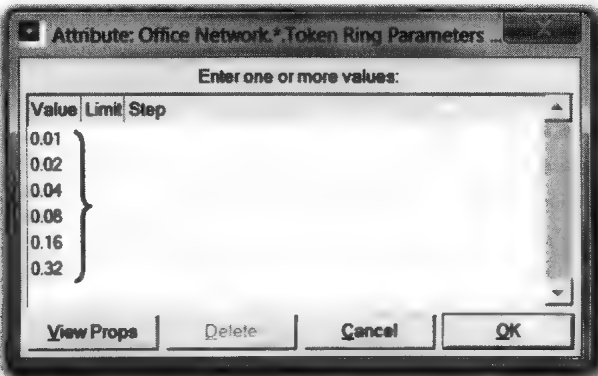 Attribute: Office Network.*.Token Ring Parameters ...
Enter one or more values:
Value Limit Step
0.01
0.02
0.04
0.08
0.16
0.32
View Props Delete Cancel OK